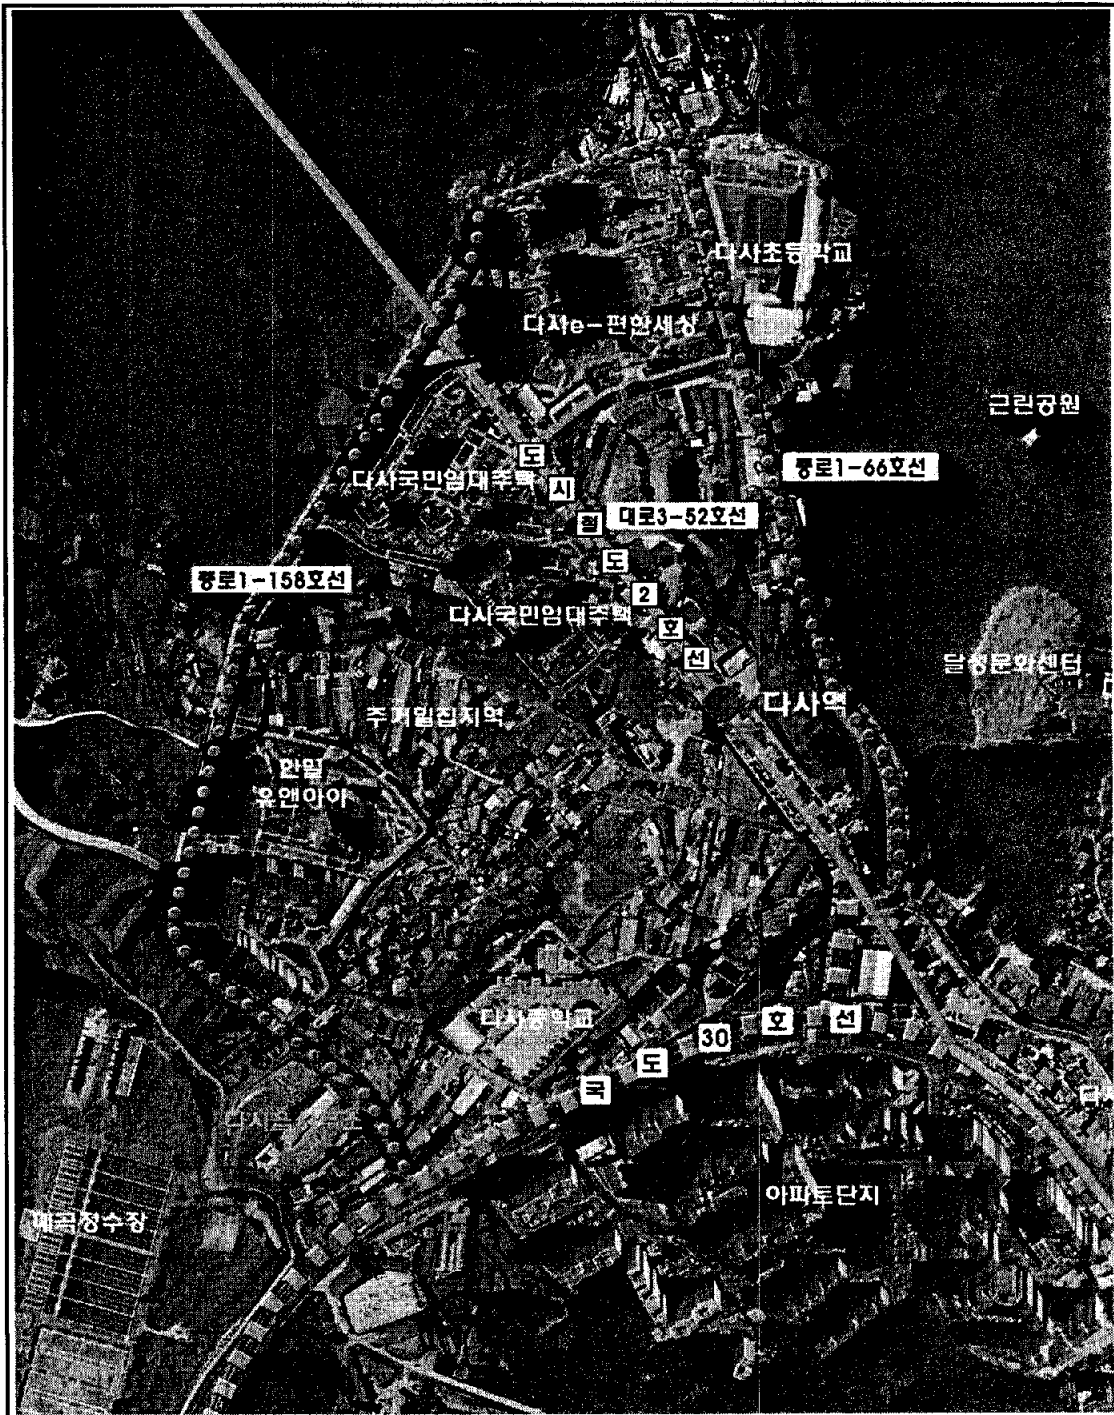 다사초등학교
다사e-편한세상
근린공원
중로1-66호선
다사국민임대주택
도시철도2호선
대로3-52호선
중로1-158호선
다사국민임대주택
달성문화센터
다사역
주거밀집지역
한일
유앤아이
다사중학교
국도30호선
다사
아파트단지
매곡정수장